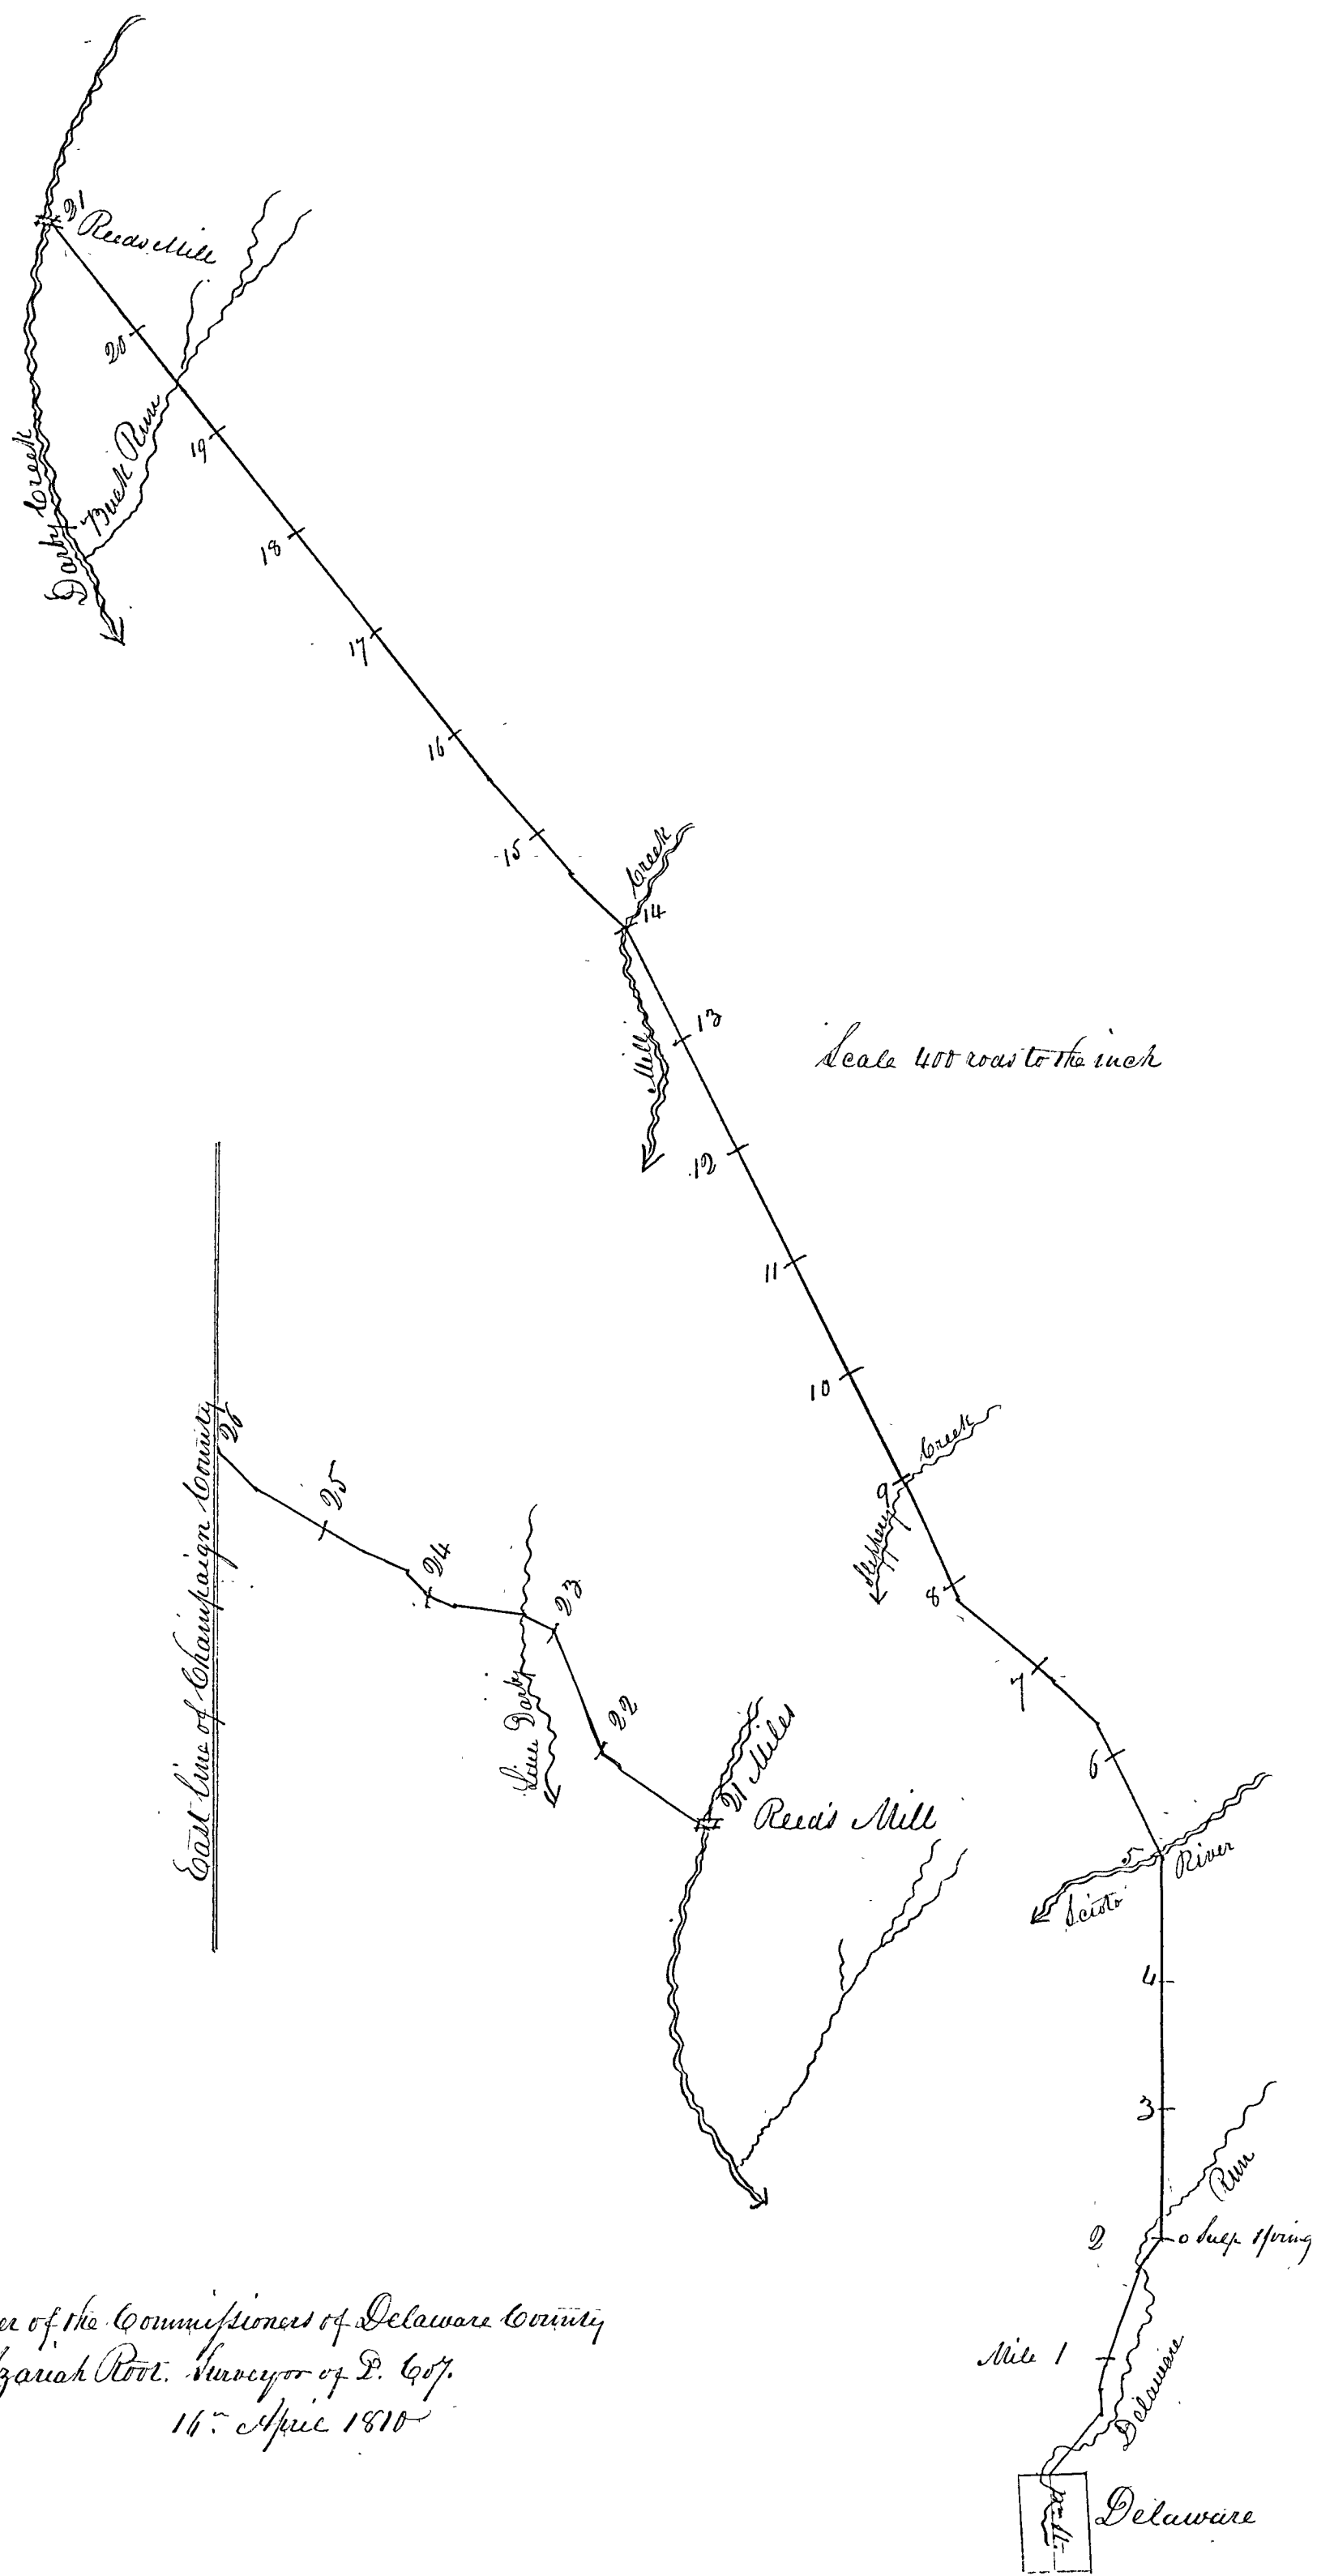 21
Reeds Mill
20
Buck Run
19
Darby Creek
18
17
16
15
Creek
14
13
Mill
Scale 400 rods to the inch
12
11
10
Creek
9
Slippery
8
26
East line of Champaign County
25
24
23
7
22
6
Darby
21 Miles
Reed's Mill
5
River
Scioto
4
3
Run
2
o Sulp. Spring
er of the Commissioners of Delaware County
zariah Root. Surveyor of D. Coy.
Mile 1
Delaware
16th April 1810
Delaware